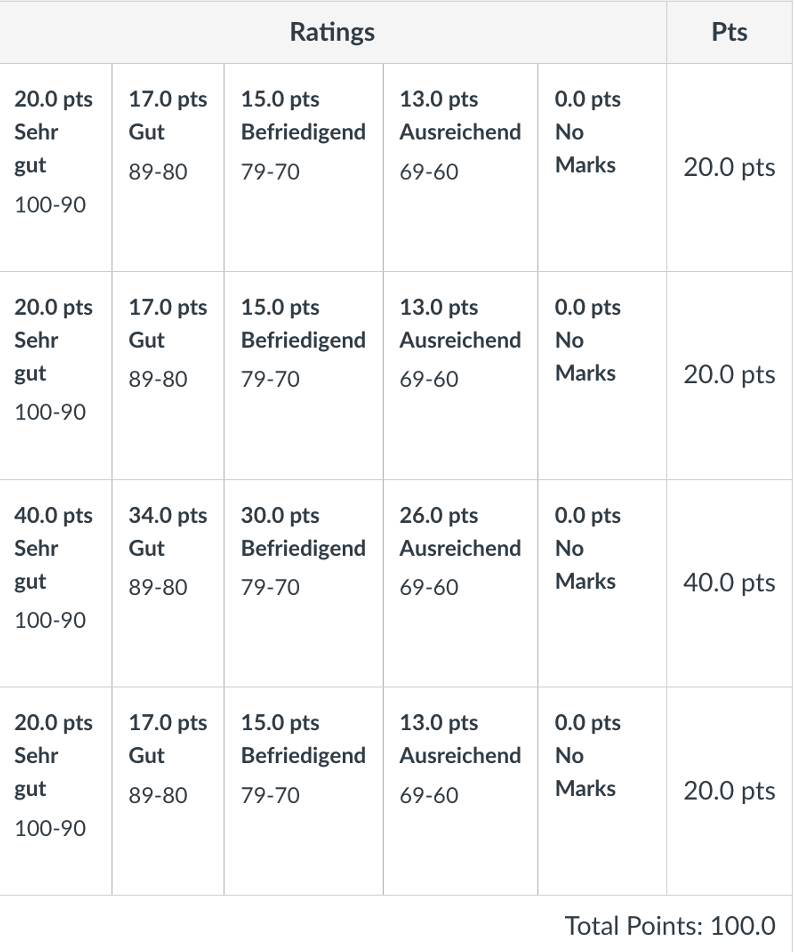 Ratings Pts
20.0 pts 17.0 pts 15.0 pts 13.0 pts 0.0 pts
Sehr Gut Befriedigend Ausreichend No
gut 89-80 79-70 69-60 Marks 20.0 pts
100-90
20.0 pts 17.0 pts 15.0 pts 13.0 pts 0.0 pts
Sehr Gut Befriedigend Ausreichend No
gut 89-80 79-70 69-60 Marks 20.0 pts
100-90
40.0 pts 34.0 pts 30.0 pts 26.0 pts 0.0 pts
Sehr Gut Befriedigend Ausreichend No
gut 89-80 79-70 69-60 Marks 40.0 pts
100-90
20.0 pts 17.0 pts 15.0 pts 13.0 pts 0.0 pts
Sehr Gut Befriedigend Ausreichend No
gut 89-80 79-70 69-60 Marks 20.0 pts
100-90
Total Points: 100.0